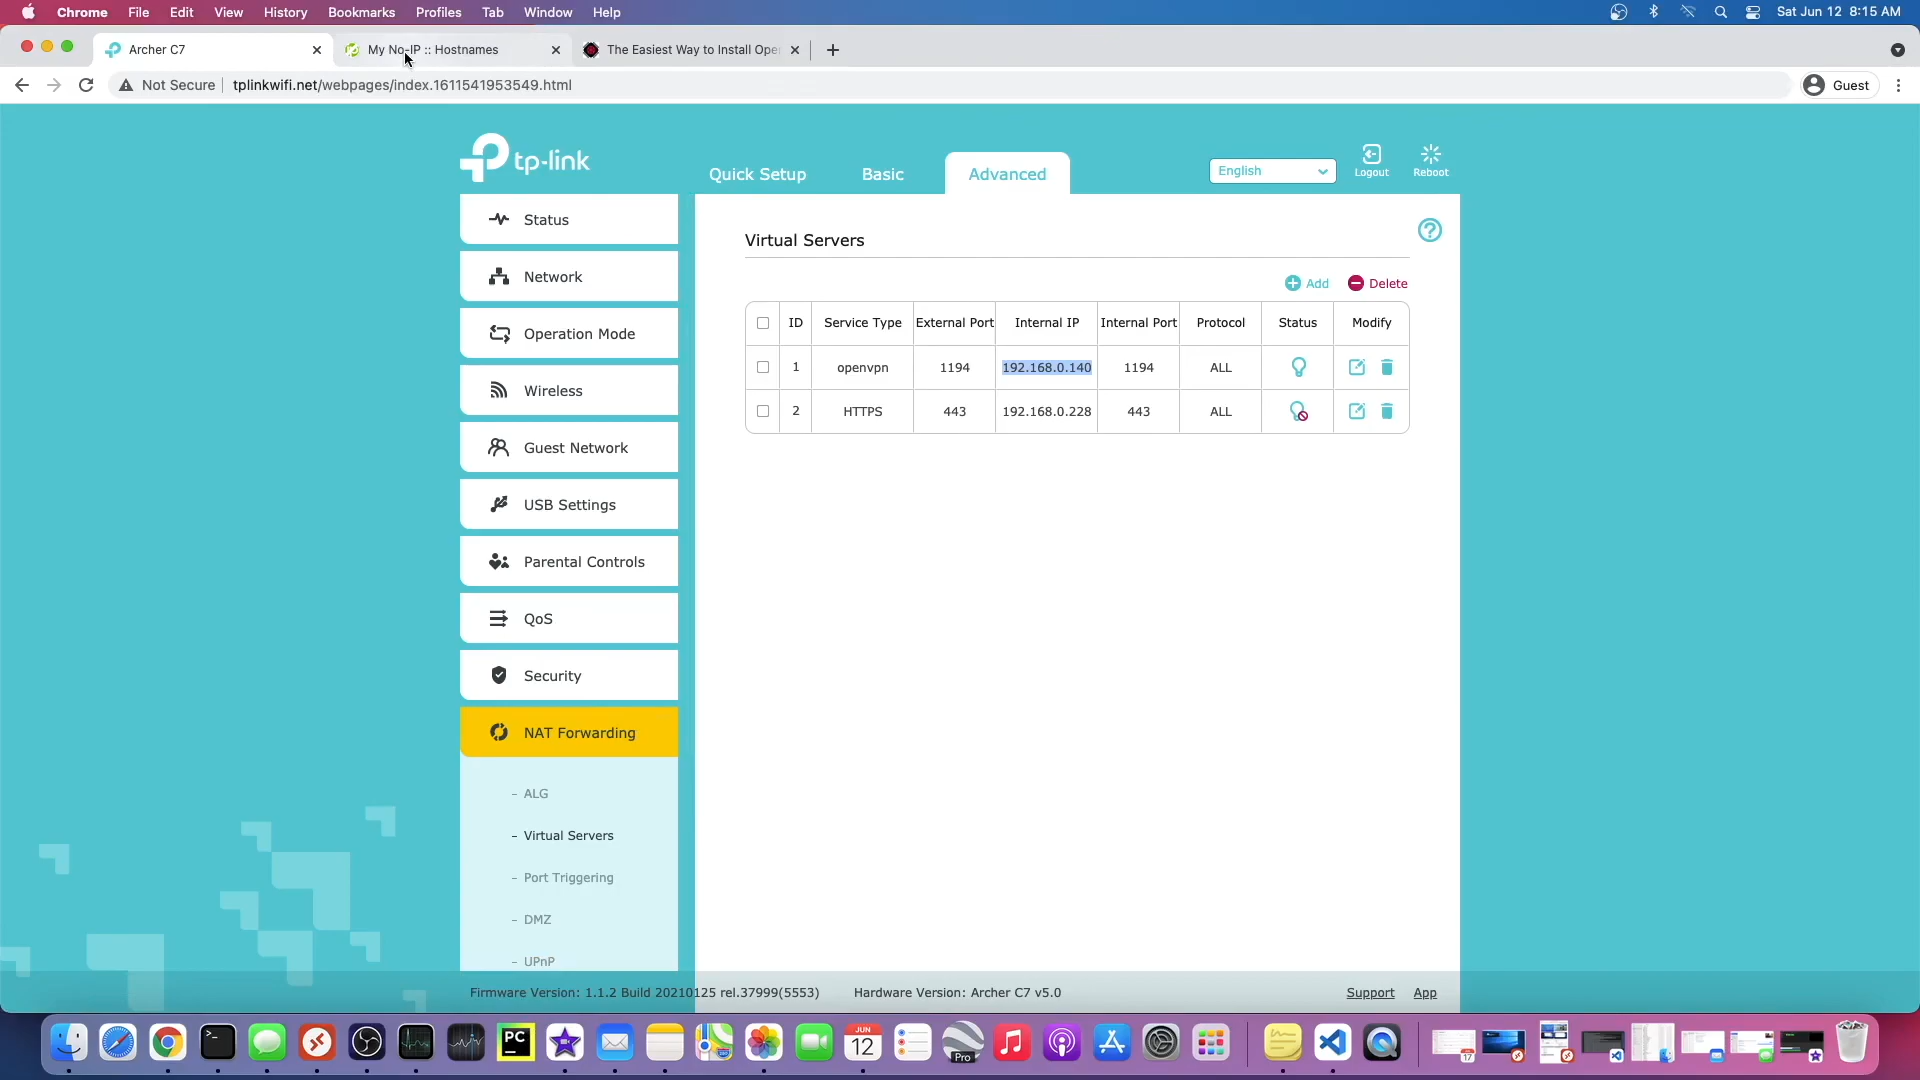 Chrome File Edit View History Bookmarks Profiles Tab Window Help Sat Jun 12 8:15 AM
Archer C7 My No-IP :: Hostnames The Easiest Way to Install Ope
Not Secure tplinkwifi.net/webpages/index.1611541953549.html Guest
tp-link
Quick Setup Basic Advanced English Logout Reboot
Status
Network
Operation Mode
Wireless
Guest Network
USB Settings
Parental Controls
QoS
Security
NAT Forwarding
- ALG
- Virtual Servers
- Port Triggering
- DMZ
- UPnP
Virtual Servers
Add Delete
ID Service Type External Port Internal IP Internal Port Protocol Status Modify
1 openvpn 1194 192.168.0.140 1194 ALL
2 HTTPS 443 192.168.0.228 443 ALL
Firmware Version: 1.1.2 Build 20210125 rel.37999(5553) Hardware Version: Archer C7 v5.0 Support App
PC
JUN
12
Pro
17